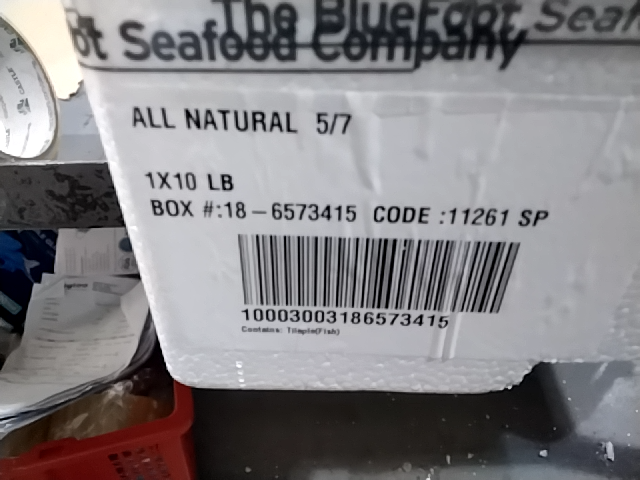 The BlueFoot Seaf
ot Seafood Company
ALL NATURAL 5/7
1X10 LB
BOX #:18-6573415 CODE :11261 SP
10003003186573415
Contains: Tilapia(Fish)
CASTLE